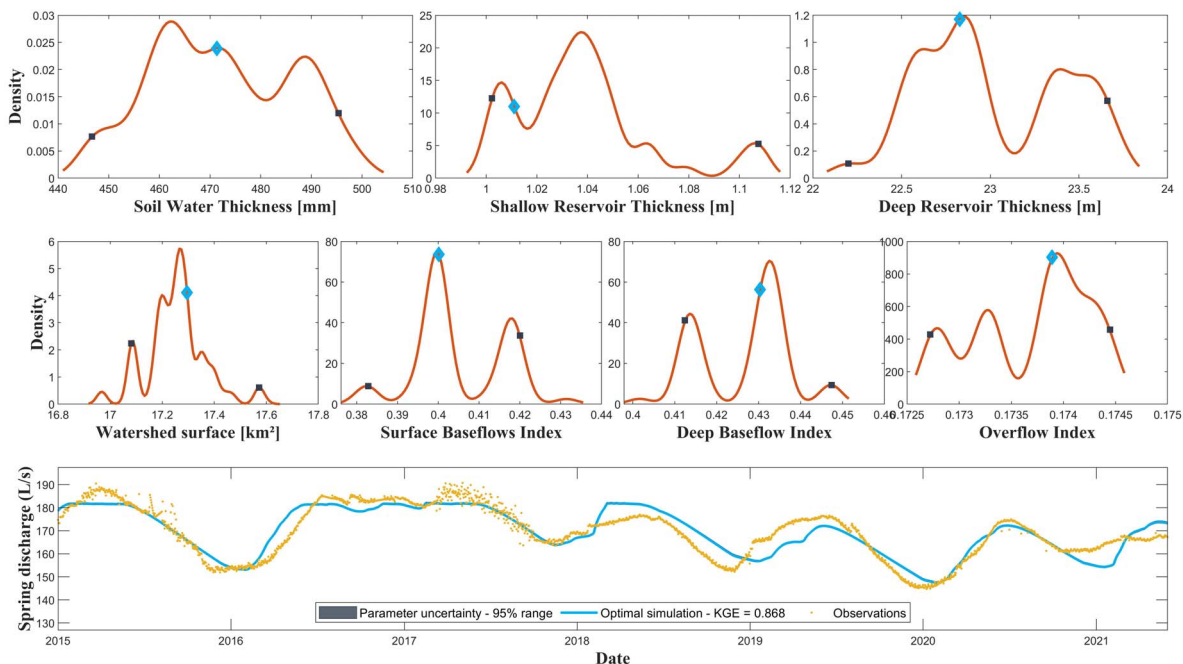 Density
0.03
0.025
0.02
0.015
0.01
0.005
0
440 450 460 470 480 490 500 510
Soil Water Thickness [mm]
25
20
15
10
5
0
0.98 1 1.02 1.04 1.06 1.08 1.1 1.12
Shallow Reservoir Thickness [m]
1.2
1
0.8
0.6
0.4
0.2
0
22 22.5 23 23.5 24
Deep Reservoir Thickness [m]
Density
6
5
4
3
2
1
0
16.8 17 17.2 17.4 17.6 17.8
Watershed surface [km²]
80
60
40
20
0
0.38 0.39 0.4 0.41 0.42 0.43 0.44
Surface Baseflows Index
80
60
40
20
0
0.4 0.41 0.42 0.43 0.44 0.45 0.46
Deep Baseflow Index
1000
800
600
400
200
0
0.1725 0.173 0.1735 0.174 0.1745 0.175
Overflow Index
Spring discharge (L/s)
190
180
170
160
150
140
130
Parameter uncertainty - 95% range Optimal simulation - KGE = 0.868 Observations
2015 2016 2017 2018 2019 2020 2021
Date